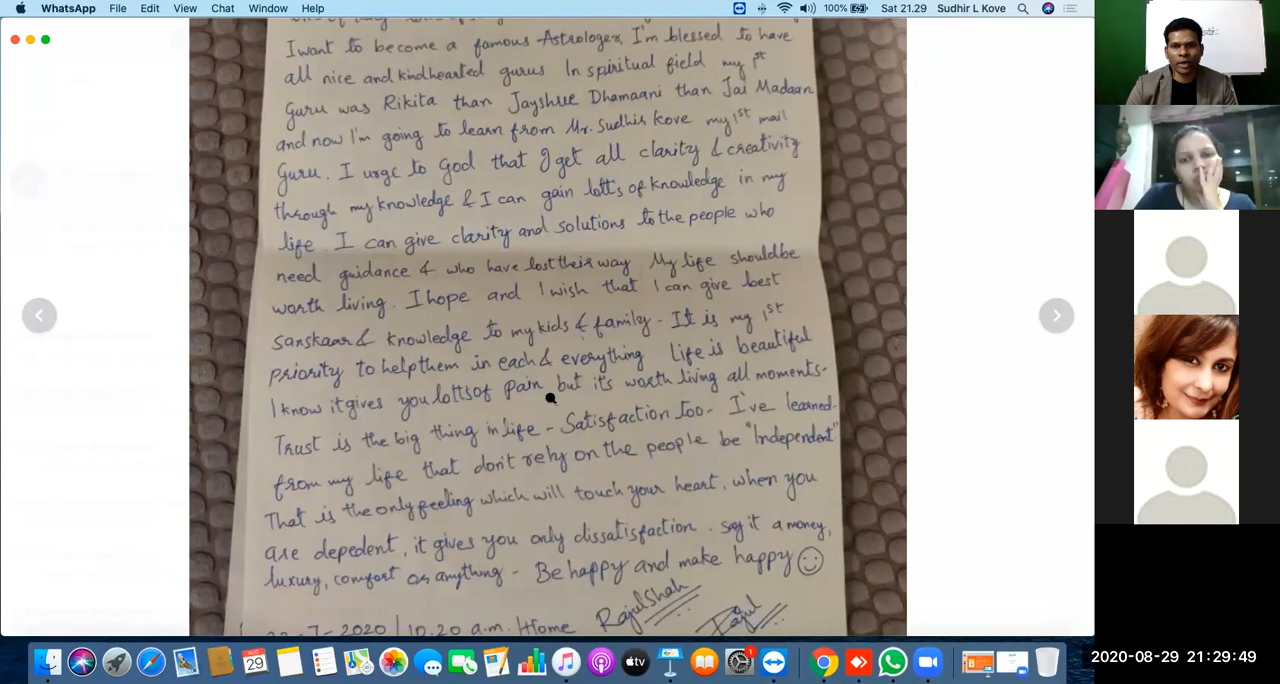 WhatsApp File Edit View Chat Window Help 100% Sat 21.29 Sudhir L Kove
I want to become a famous Astrologer. I'm blessed to have
all nice and kindhearted gurus In spiritual field my 1st
Guru was Rikita than Jayshree Dhamaani than Jai Madaan
and now I'm going to learn from Mr. Sudhir Kove my 1st mail
Guru. I urge to God that I get all clarity & creativity
through my knowledge & I can gain lotts of knowledge in my
life. I can give clarity and solutions to the people who
need guidance & who have lost their way My life should be
worth living. I hope and I wish that I can give best
Sanskaar & knowledge to my kids & family - It is my 1st
priority to help them in each & everything Life is beautiful
I know it gives you lotts of pain but it's worth living all moments-
Trust is the big thing in life - Satisfaction too - I've learned
from my life that don't rely on the people be "Independent"
That is the only feeling which will touch your heart, when you
are depedent, it gives you only dissatisfaction. Say it a money,
luxury, comfort or anything - Be happy and make happy
7-2020 / 10.20 a.m. Home RajulShah Rajul
AUG
29
tv
1
2020-08-29 21:29:49